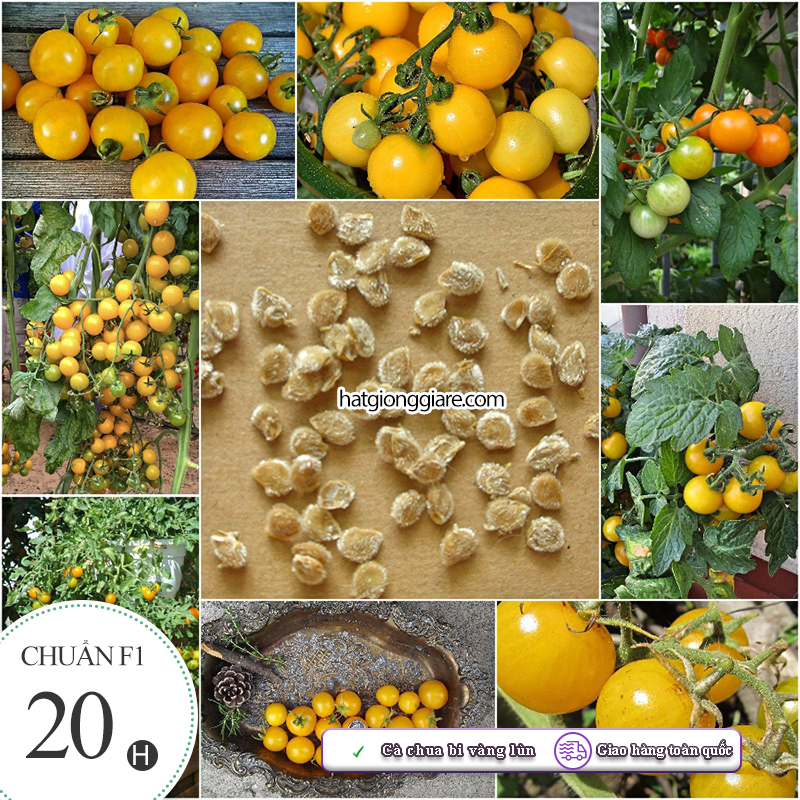 hatgionggiare.com
CHUẨN F1
20 H
✓ Cà chua bi vàng lùn
Giao hàng toàn quốc